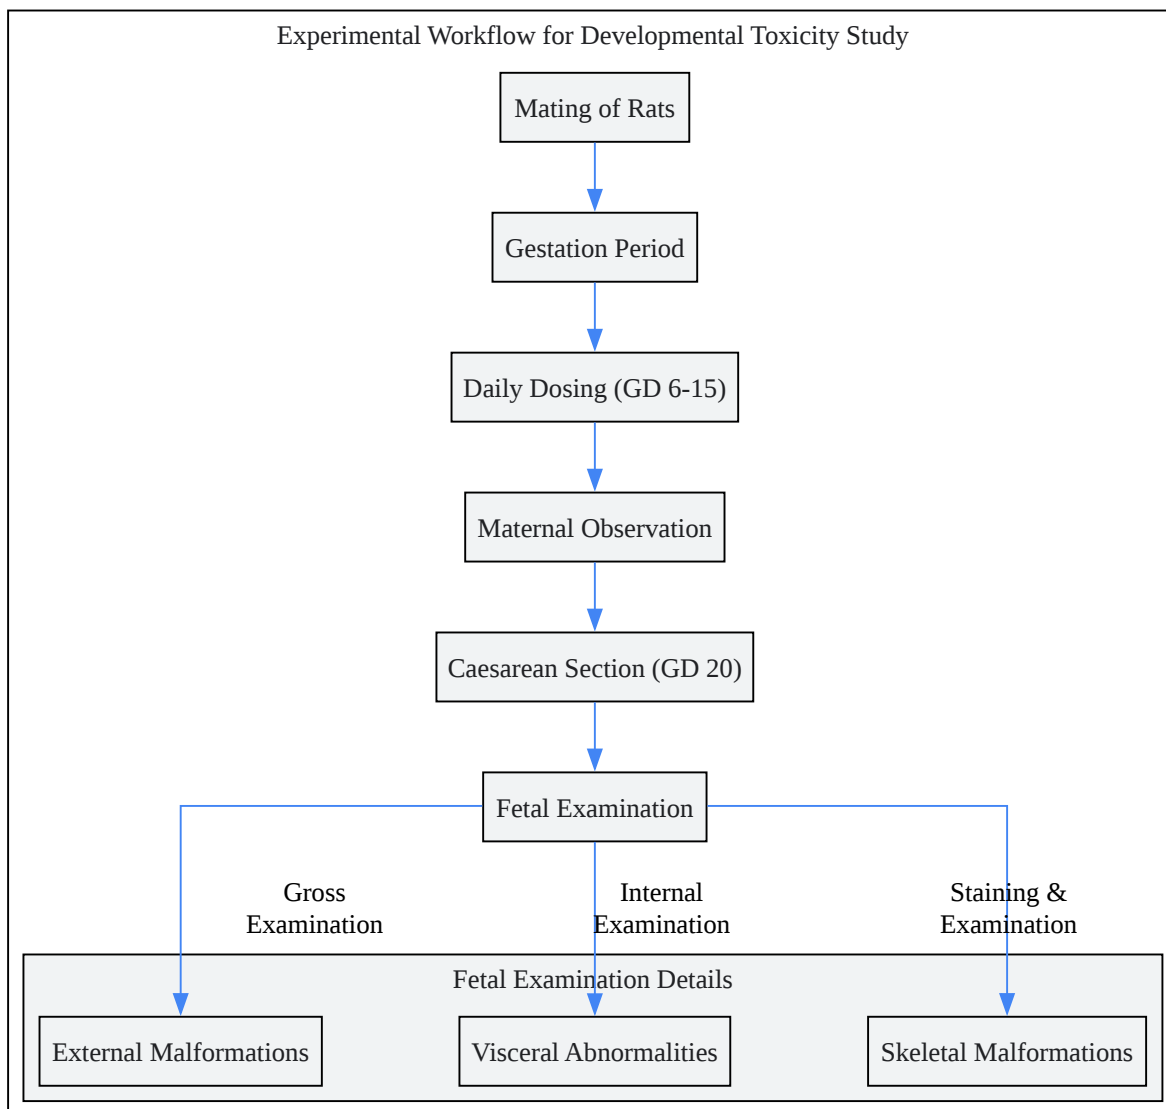 Experimental Workflow for Developmental Toxicity Study
Mating of Rats
Gestation Period
Daily Dosing (GD 6-15)
Maternal Observation
Caesarean Section (GD 20)
Fetal Examination
Gross
Examination
Internal
Examination
Staining &
Examination
Fetal Examination Details
External Malformations
Visceral Abnormalities
Skeletal Malformations